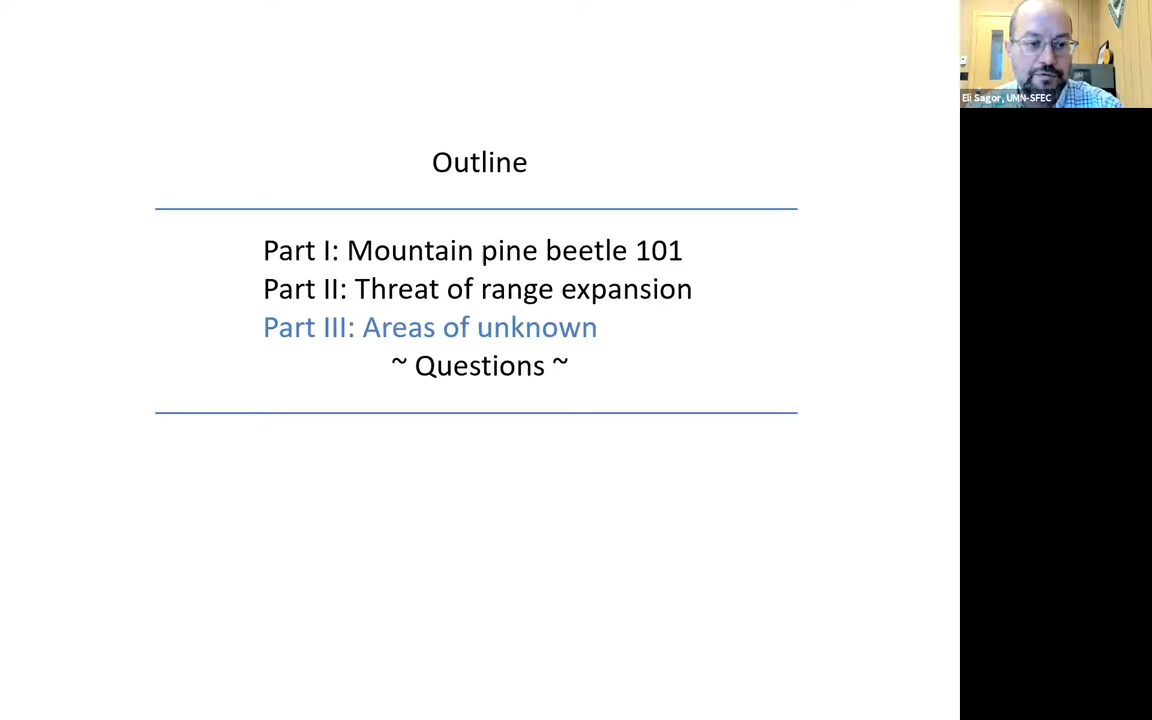 Outline
Part I: Mountain pine beetle 101
Part II: Threat of range expansion
Part III: Areas of unknown
~ Questions ~
Eli Sagor, UMN-SFEC